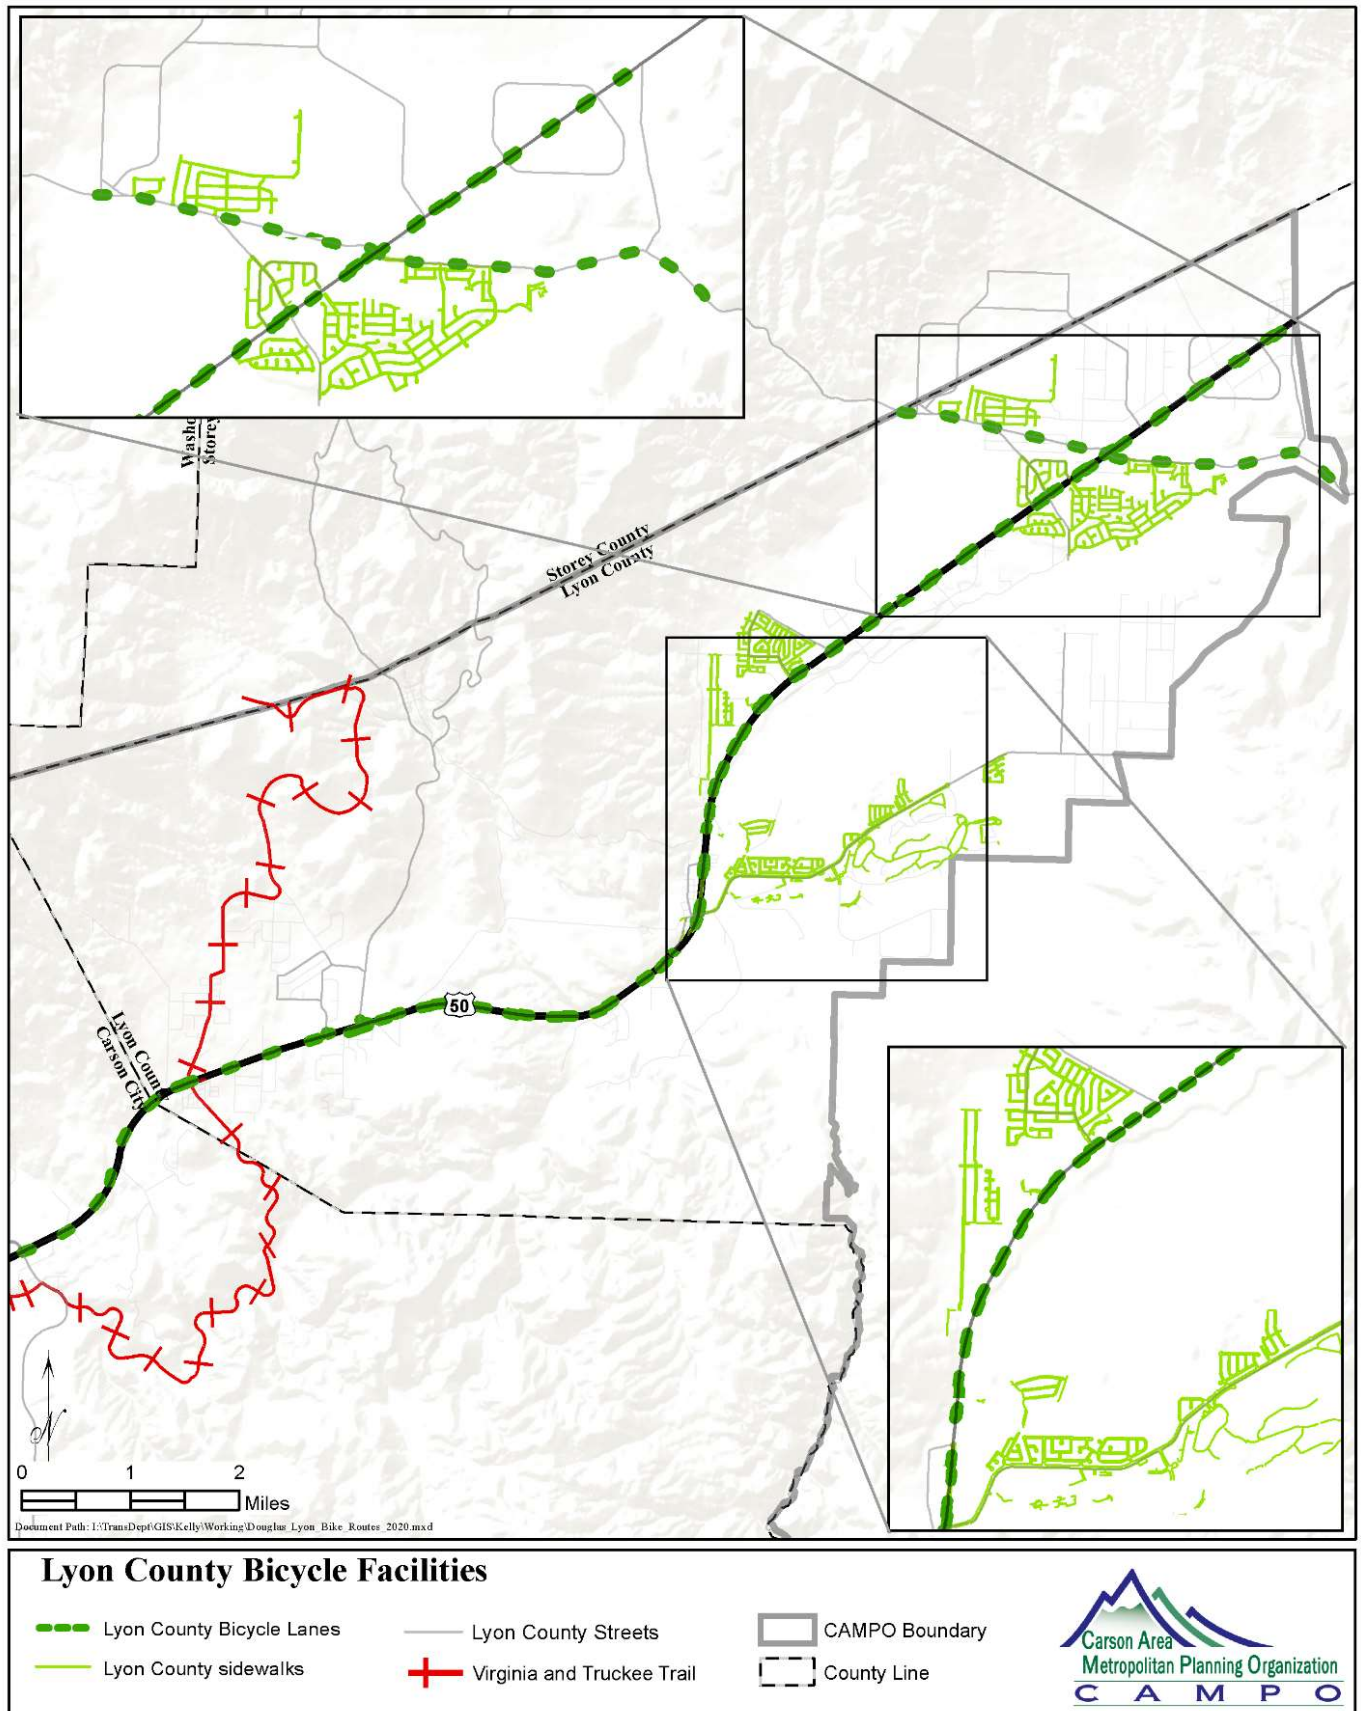 Washo
Storey
Storey County
Lyon County
50
Lyon County
Carson City
N
0 1 2
Miles
Document Path: I:\TransDept\GIS\Kelly\Working\Douglas_Lyon_Bike_Routes_2020.mxd
Lyon County Bicycle Facilities
Lyon County Bicycle Lanes
Lyon County sidewalks
Lyon County Streets
Virginia and Truckee Trail
CAMPO Boundary
County Line
Carson Area
Metropolitan Planning Organization
CAMPO